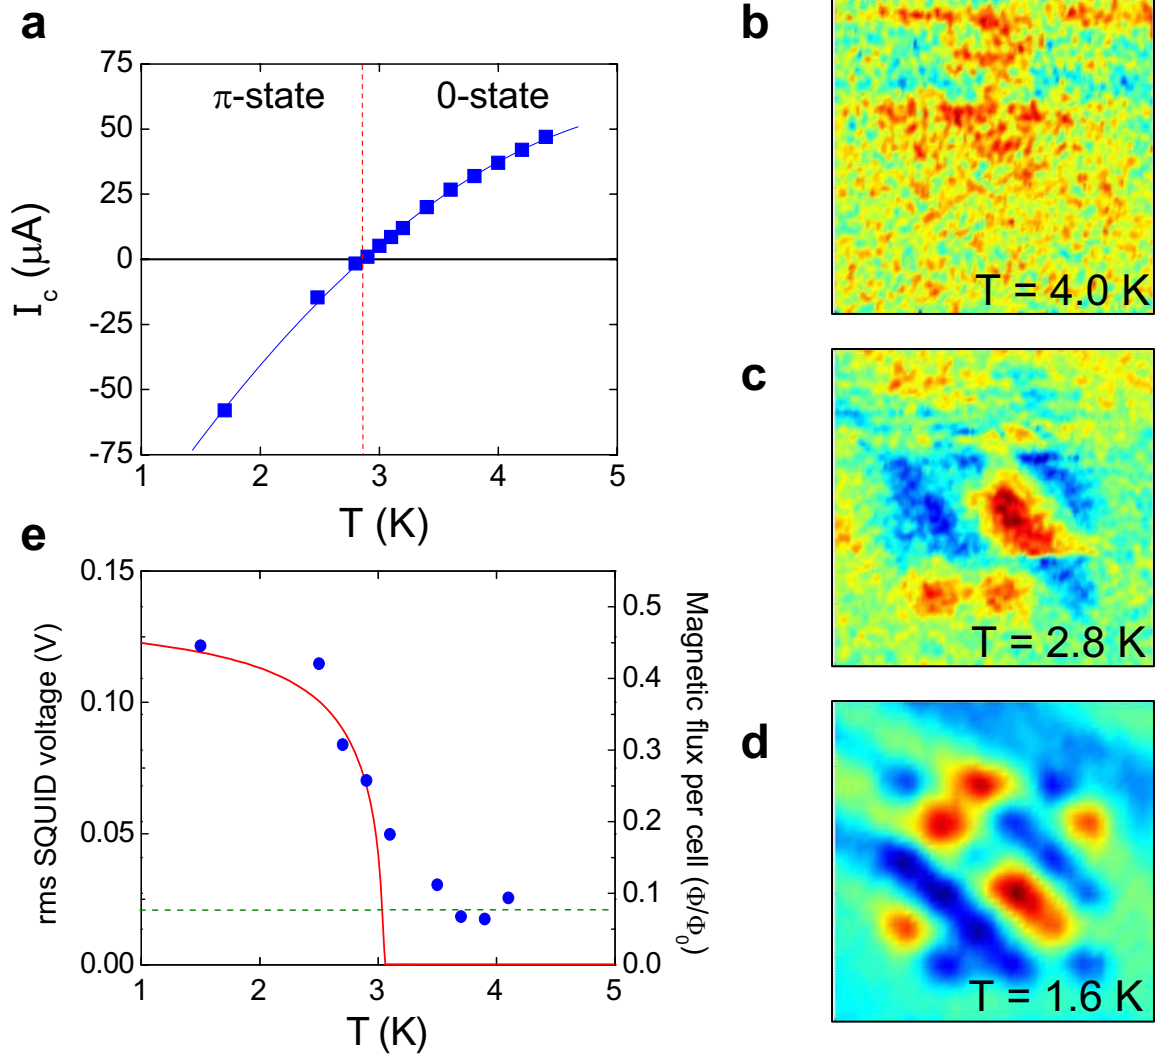 a
75
50
25
0
-25
-50
-75
π-state
0-state
I_c (μA)
1 2 3 4 5
T (K)
b
T = 4.0 K
c
T = 2.8 K
d
T = 1.6 K
e
0.15
0.10
0.05
0.00
rms SQUID voltage (V)
0.5
0.4
0.3
0.2
0.1
0.0
Magnetic flux per cell (Φ/Φ₀)
1 2 3 4 5
T (K)